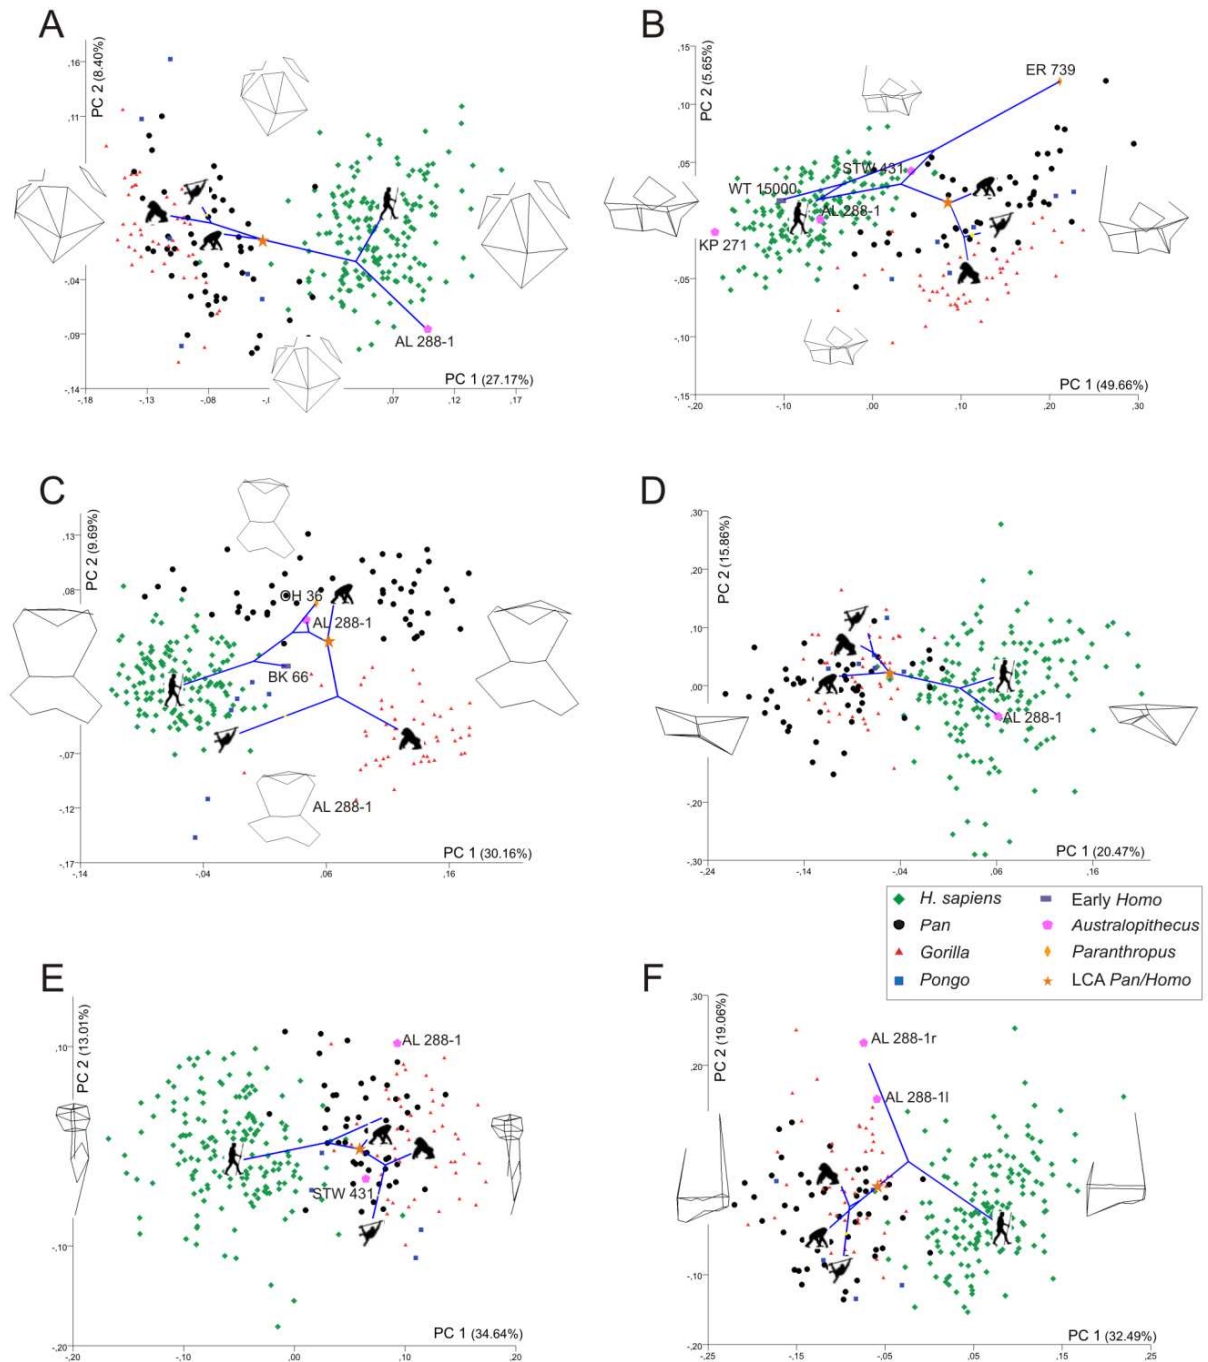 A
PC 2 (8.40%)
,16
,11
-,04
-,09
-,14
-,18
-,13
-,08
,07
,12
,17
AL 288-1
PC 1 (27.17%)
B
PC 2 (5.65%)
,15
,05
-,05
-,10
-,15
-,20
-,10
,00
,10
,20
,30
ER 739
STW 431
WT 15000
AL 288-1
KP 271
PC 1 (49.66%)
C
PC 2 (9.69%)
,13
,08
-,07
-,12
-,17
-,14
-,04
,06
,16
OH 36
AL 288-1
BK 66
AL 288-1
PC 1 (30.16%)
D
PC 2 (15.86%)
,30
,20
,10
,00
-,20
-,30
-,24
-,14
-,04
,06
,16
AL 288-1
PC 1 (20.47%)
H. sapiens
Pan
Gorilla
Pongo
Early Homo
Australopithecus
Paranthropus
LCA Pan/Homo
E
PC 2 (13.01%)
,10
-,10
-,20
-,20
-,10
,00
,10
,20
AL 288-1
STW 431
PC 1 (34.64%)
F
PC 2 (19.06%)
,30
,20
-,10
-,20
-,25
-,15
-,05
,05
,15
,25
AL 288-1r
AL 288-1l
PC 1 (32.49%)